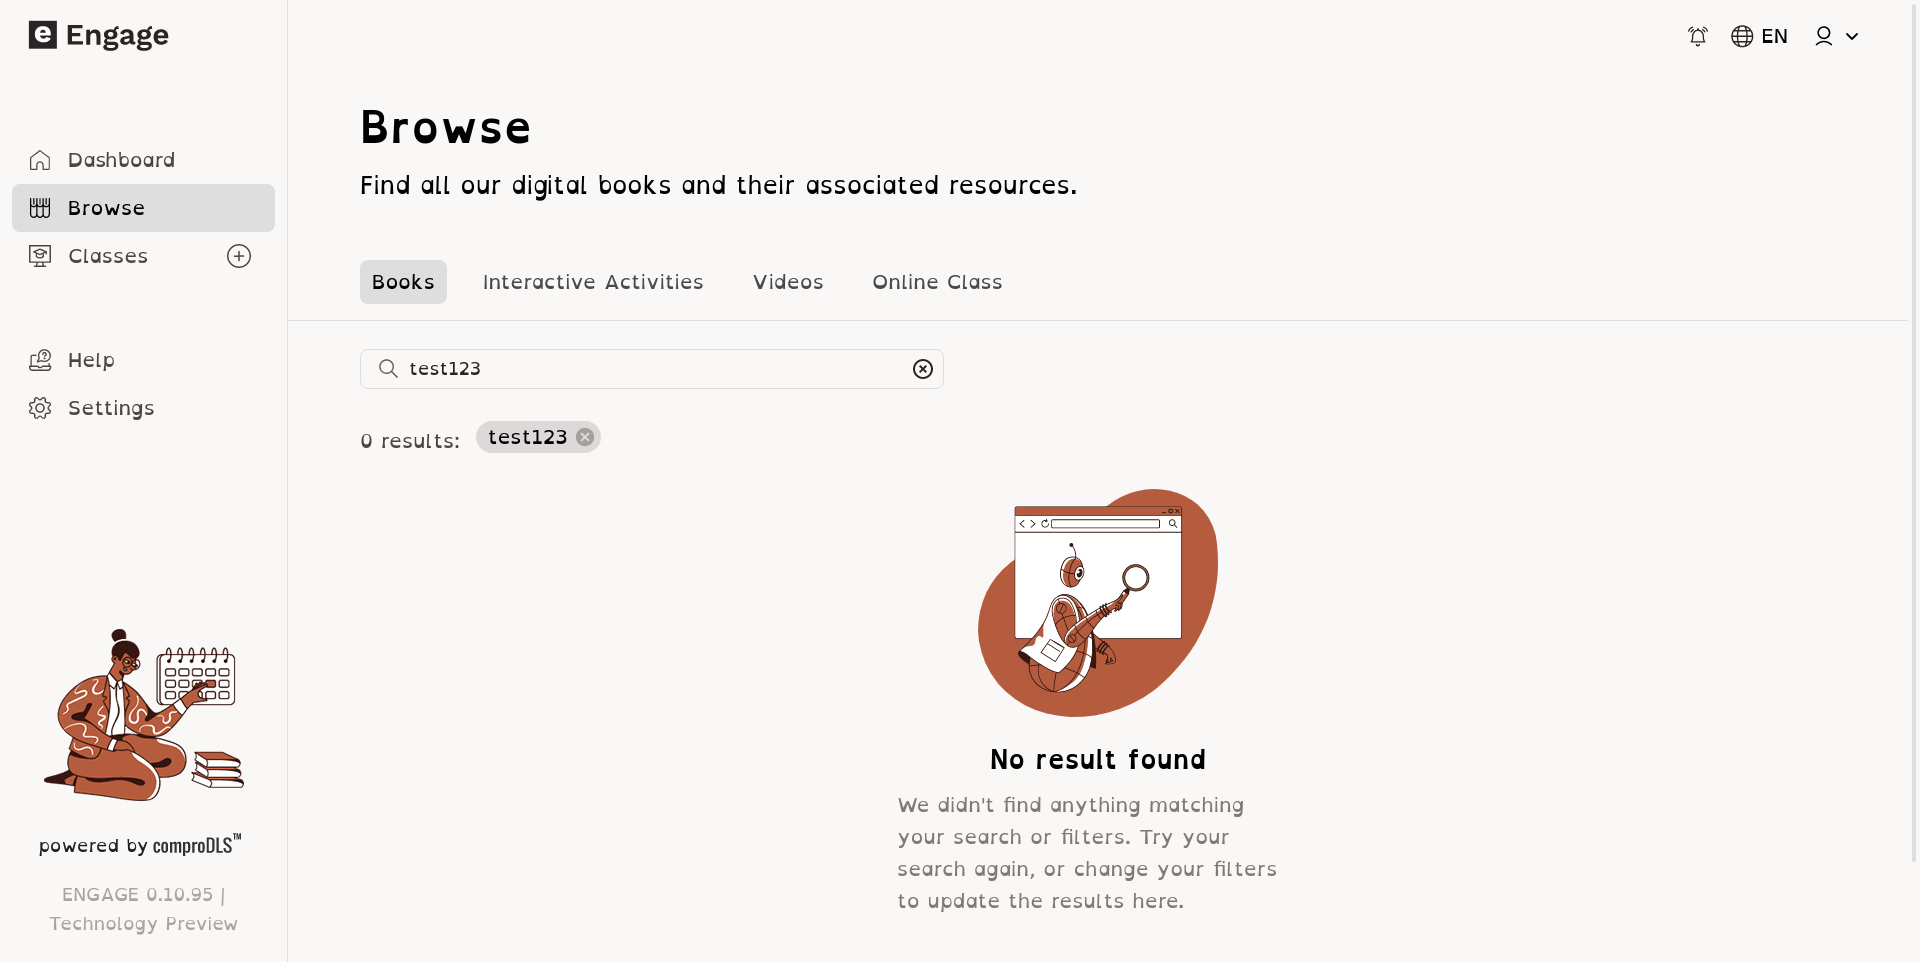 e Engage
EN
Dashboard
Browse
Classes
Help
Settings
powered by comproDLS™
ENGAGE 0.10.95 |
Technology Preview
Browse
Find all our digital books and their associated resources.
Books Interactive Activities Videos Online Class
test123
0 results: test123
No result found
We didn't find anything matching
your search or filters. Try your
search again, or change your filters
to update the results here.